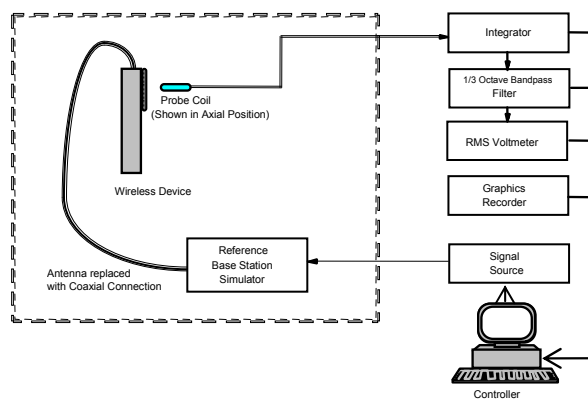 Integrator
1/3 Octave Bandpass
Filter
Probe Coil
(Shown in Axial Position)
RMS Voltmeter
Wireless Device
Graphics
Recorder
Reference
Base Station
Simulator
Signal
Source
Antenna replaced
with Coaxial Connection
Controller